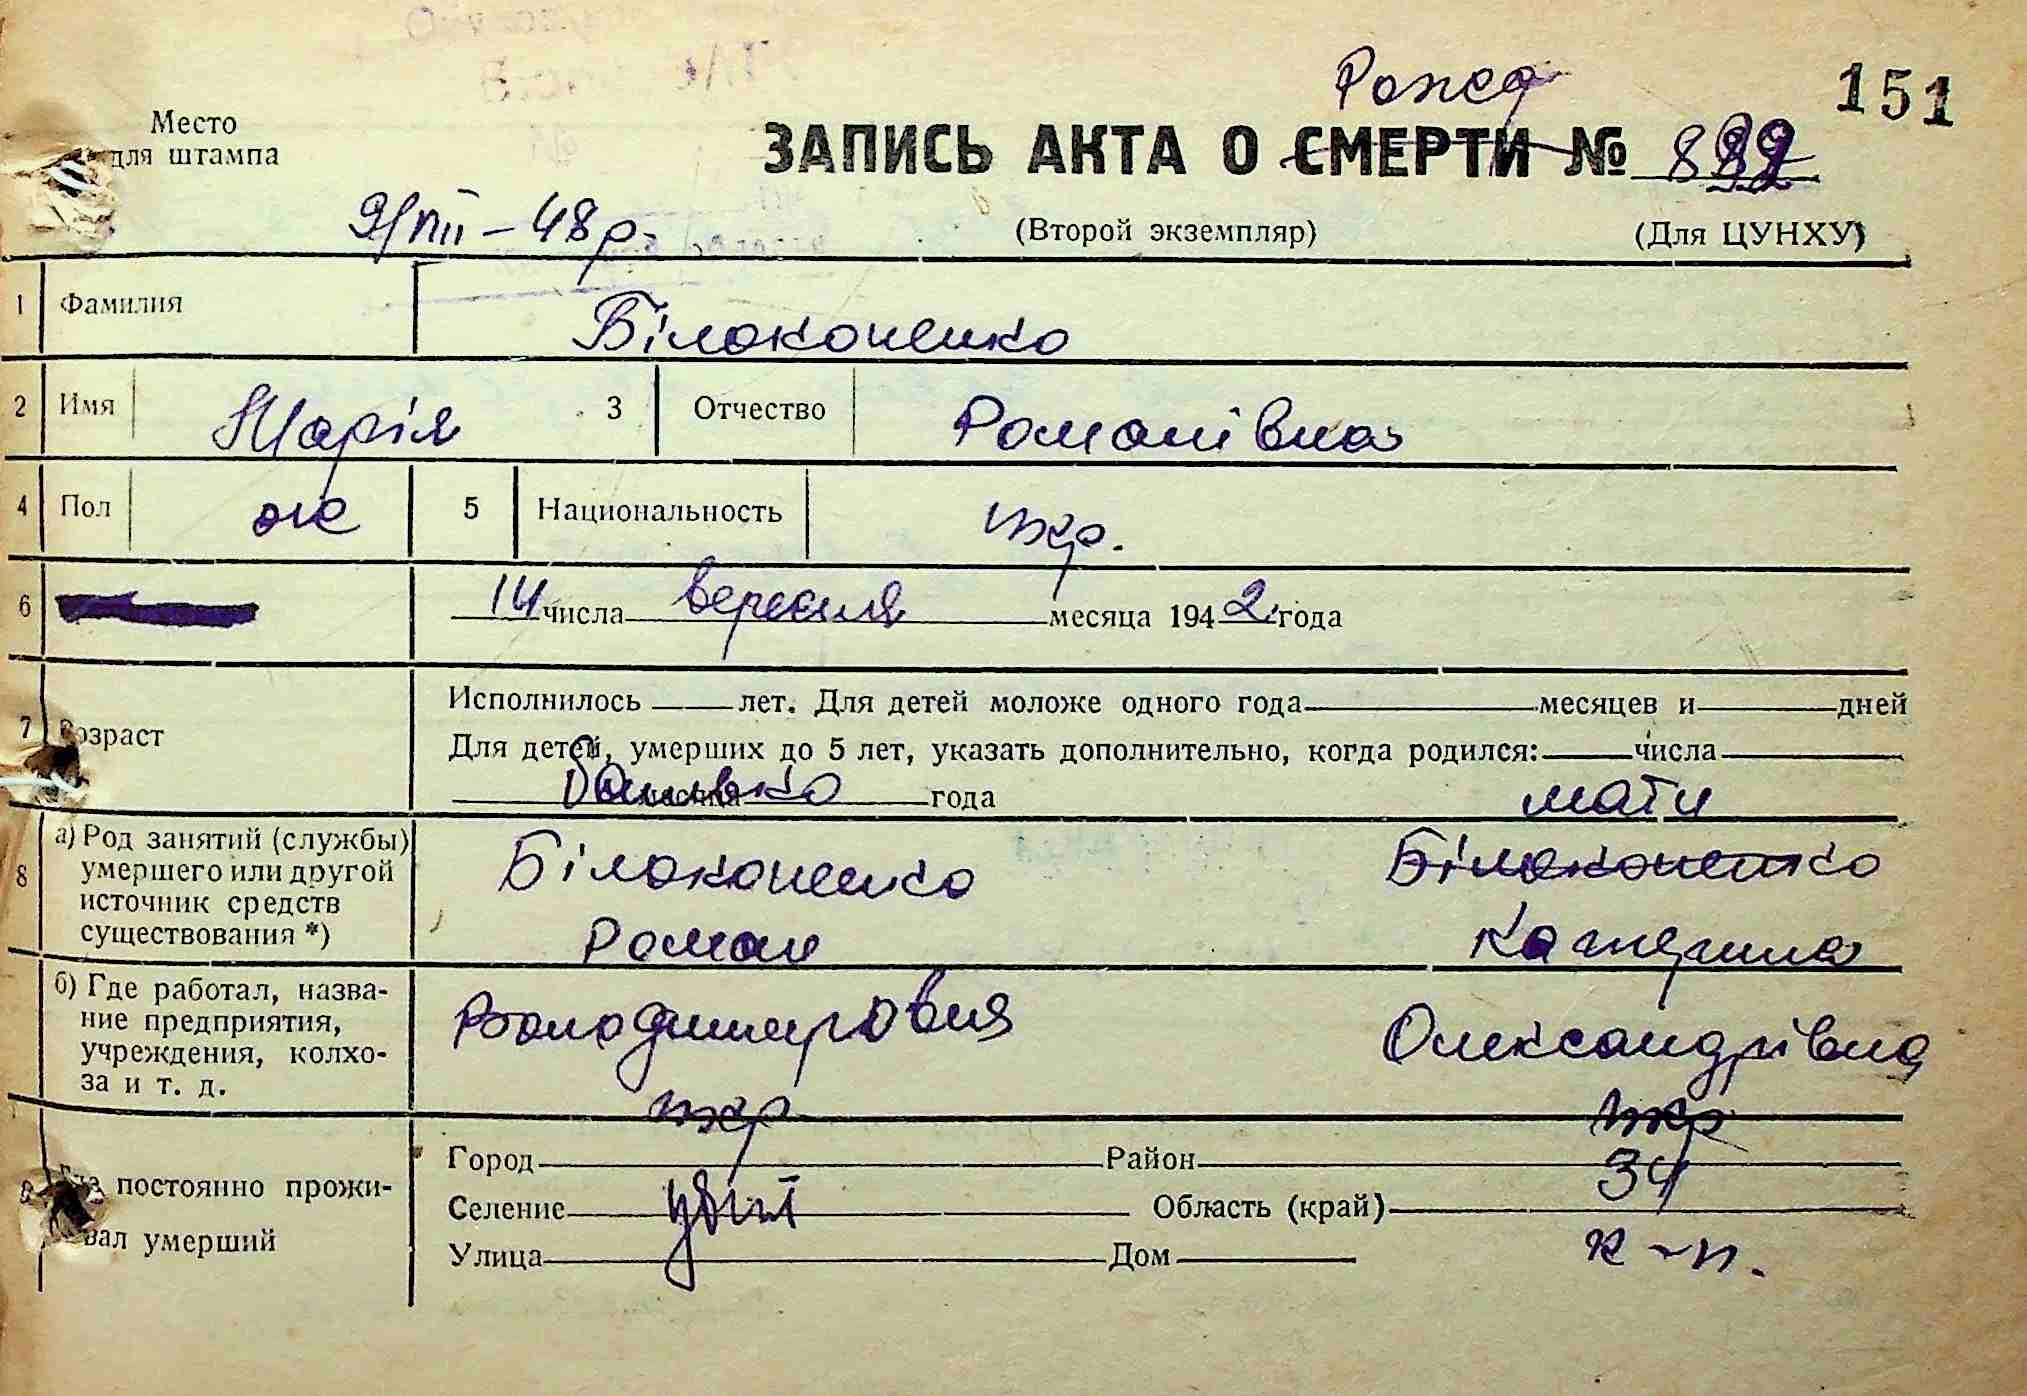 Рожд
151
Место
для штампа
ЗАПИСЬ АКТА О СМЕРТИ №
9/VIII – 48 р.
(Второй экземпляр) (Для ЦУНХУ)
1 Фамилия Білоконенко
2 Имя Марія 3 Отчество Романівна
4 Пол ж 5 Национальность укр.
6 14 числа вересня месяца 1942 года
7 Возраст Исполнилось лет. Для детей моложе одного года месяцев и дней
Для детей, умерших до 5 лет, указать дополнительно, когда родился: числа
батько года мати
8 а) Род занятий (службы) умершего или другой источник средств существования *)
Білоконенко Білоконенко
Роман Катерина
б) Где работал, назва-
ние предприятия,
учреждения, колхо-
за и т. д.
Володимирович Олександрівна
укр укр
постоянно прожи-
вал умерший
Город Район 34
Селение Область (край)
Улица Дом к-п.